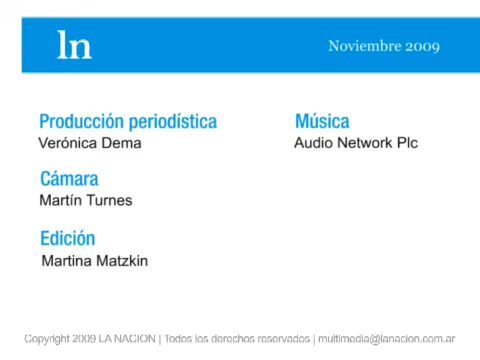 ln
Noviembre 2009
Producción periodística
Verónica Dema
Música
Audio Network Plc
Cámara
Martín Turnes
Edición
Martina Matzkin
Copyright 2009 LA NACION | Todos los derechos reservados | multimedia@lanacion.com.ar